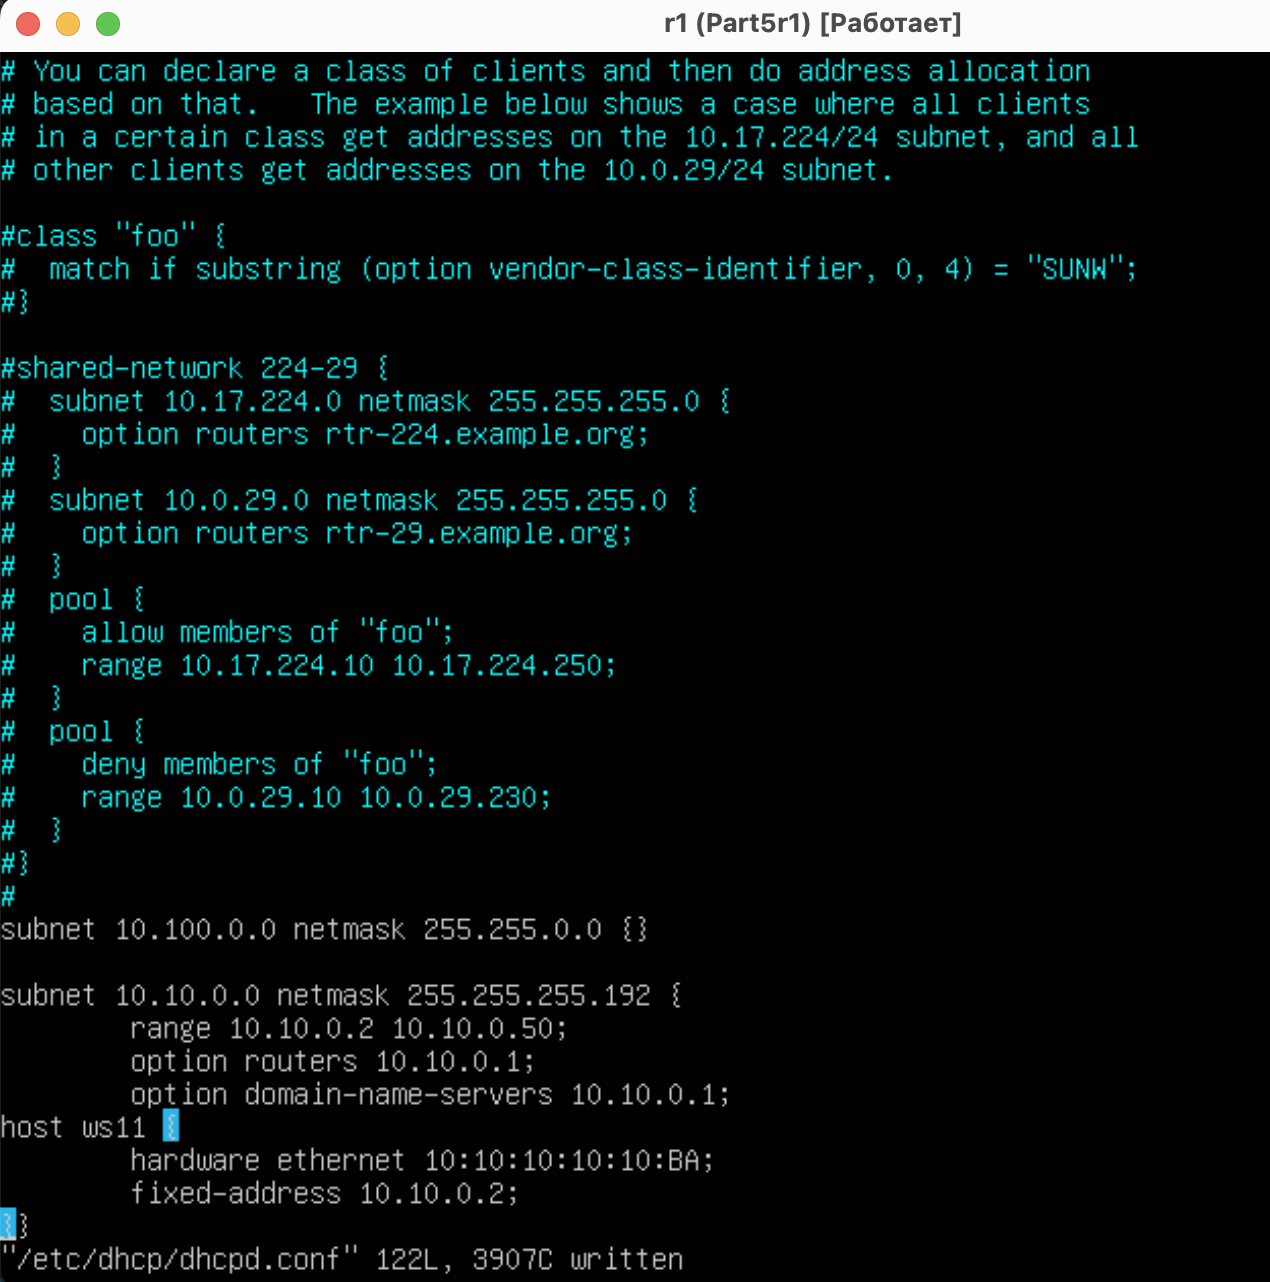 r1 (Part5r1) [Работает]
# You can declare a class of clients and then do address allocation
# based on that.   The example below shows a case where all clients
# in a certain class get addresses on the 10.17.224/24 subnet, and all
# other clients get addresses on the 10.0.29/24 subnet.
#class "foo" {
#  match if substring (option vendor-class-identifier, 0, 4) = "SUNW";
#}
#shared-network 224-29 {
#  subnet 10.17.224.0 netmask 255.255.255.0 {
#    option routers rtr-224.example.org;
#  }
#  subnet 10.0.29.0 netmask 255.255.255.0 {
#    option routers rtr-29.example.org;
#  }
#  pool {
#    allow members of "foo";
#    range 10.17.224.10 10.17.224.250;
#  }
#  pool {
#    deny members of "foo";
#    range 10.0.29.10 10.0.29.230;
#  }
#}
#
subnet 10.100.0.0 netmask 255.255.0.0 {}
subnet 10.10.0.0 netmask 255.255.255.192 {
        range 10.10.0.2 10.10.0.50;
        option routers 10.10.0.1;
        option domain-name-servers 10.10.0.1;
host ws11 {
        hardware ethernet 10:10:10:10:10:BA;
        fixed-address 10.10.0.2;
}}
"/etc/dhcp/dhcpd.conf" 122L, 3907C written